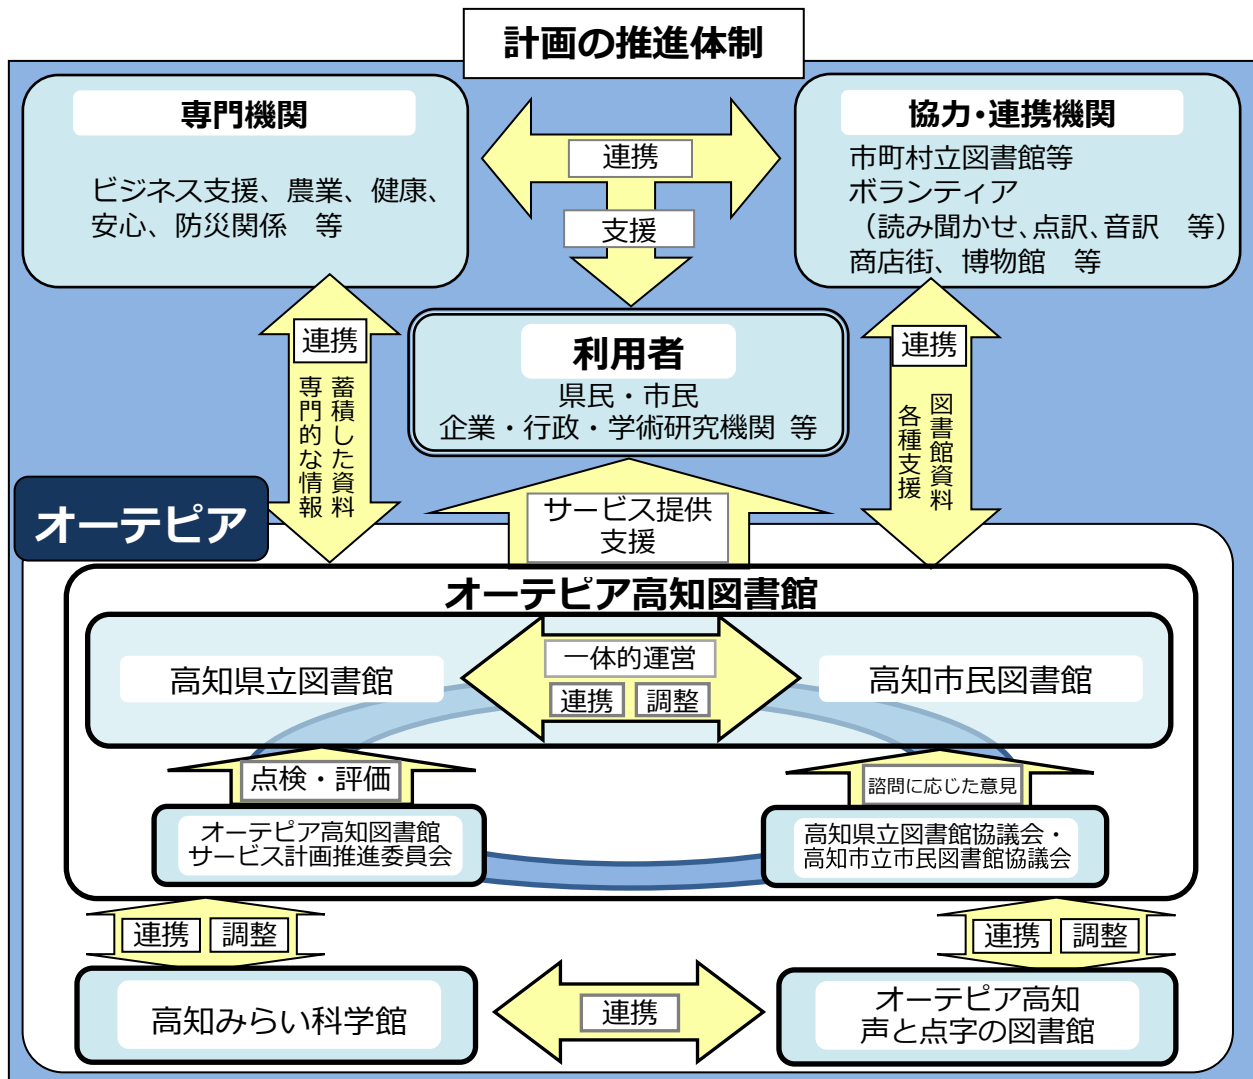 計画の推進体制
専門機関
ビジネス支援、農業、健康、
安心、防災関係　等
連携
支援
協力・連携機関
市町村立図書館等
ボランティア
（読み聞かせ、点訳、音訳　等）
商店街、博物館　等
連携
蓄積した資料
専門的な情報
利用者
県民・市民
企業・行政・学術研究機関 等
連携
図書館資料
各種支援
オーテピア
サービス提供
支援
オーテピア高知図書館
高知県立図書館
一体的運営
連携
調整
高知市民図書館
点検・評価
諮問に応じた意見
オーテピア高知図書館
サービス計画推進委員会
高知県立図書館協議会・
高知市立市民図書館協議会
連携
調整
連携
調整
高知みらい科学館
連携
オーテピア高知
声と点字の図書館